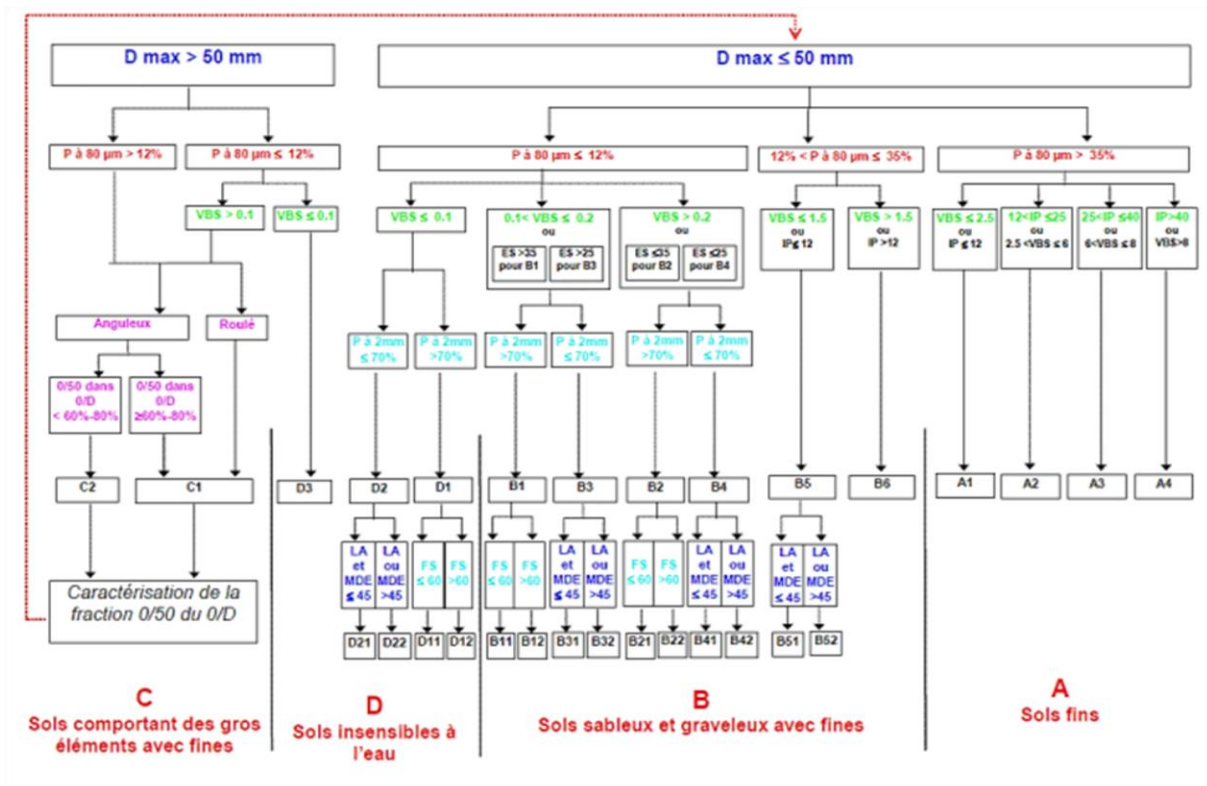 D max > 50 mm
D max ≤ 50 mm
P à 80 µm > 12%
P à 80 µm ≤ 12%
P à 80 µm ≤ 12%
12% < P à 80 µm ≤ 35%
P à 80 µm > 35%
VBS > 0.1
VBS ≤ 0.1
VBS ≤ 0.1
0.1< VBS ≤ 0.2
ou
ES >35
pour B1
ES >25
pour B3
VBS > 0.2
ou
ES ≤35
pour B2
ES ≤25
pour B4
VBS ≤ 1.5
ou
IP≤ 12
VBS > 1.5
ou
IP >12
VBS ≤ 2.5
ou
IP ≤ 12
12<IP ≤25
ou
2.5 <VBS ≤ 6
25<IP ≤40
ou
6<VBS ≤ 8
IP>40
ou
VBS>8
Anguleux
Roulé
P à 2mm
≤ 70%
P à 2mm
>70%
P à 2mm
>70%
P à 2mm
≤ 70%
P à 2mm
>70%
P à 2mm
≤ 70%
0/50 dans
0/D
< 60%-80%
0/50 dans
0/D
≥60%-80%
C2
C1
D3
D2
D1
B1
B3
B2
B4
B5
B6
A1
A2
A3
A4
LA
et
MDE
≤ 45
LA
ou
MDE
>45
FS
≤ 60
FS
>60
FS
≤ 60
FS
>60
LA
et
MDE
≤ 45
LA
ou
MDE
>45
FS
≤ 60
FS
>60
LA
et
MDE
≤ 45
LA
ou
MDE
>45
LA
et
MDE
≤ 45
LA
ou
MDE
>45
Caractérisation de la
fraction 0/50 du 0/D
D21
D22
D11
D12
B11
B12
B31
B32
B21
B22
B41
B42
B51
B52
C
Sols comportant des gros
éléments avec fines
D
Sols insensibles à
l'eau
B
Sols sableux et graveleux avec fines
A
Sols fins